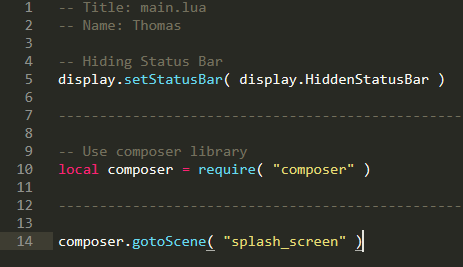 1 -- Title: main.lua
2 -- Name: Thomas
3
4 -- Hiding Status Bar
5 display.setStatusBar( display.HiddenStatusBar )
6
7 --------------------------------------------------
8
9 -- Use composer library
10 local composer = require( "composer" )
11
12 --------------------------------------------------
13
14 composer.gotoScene( "splash_screen" )